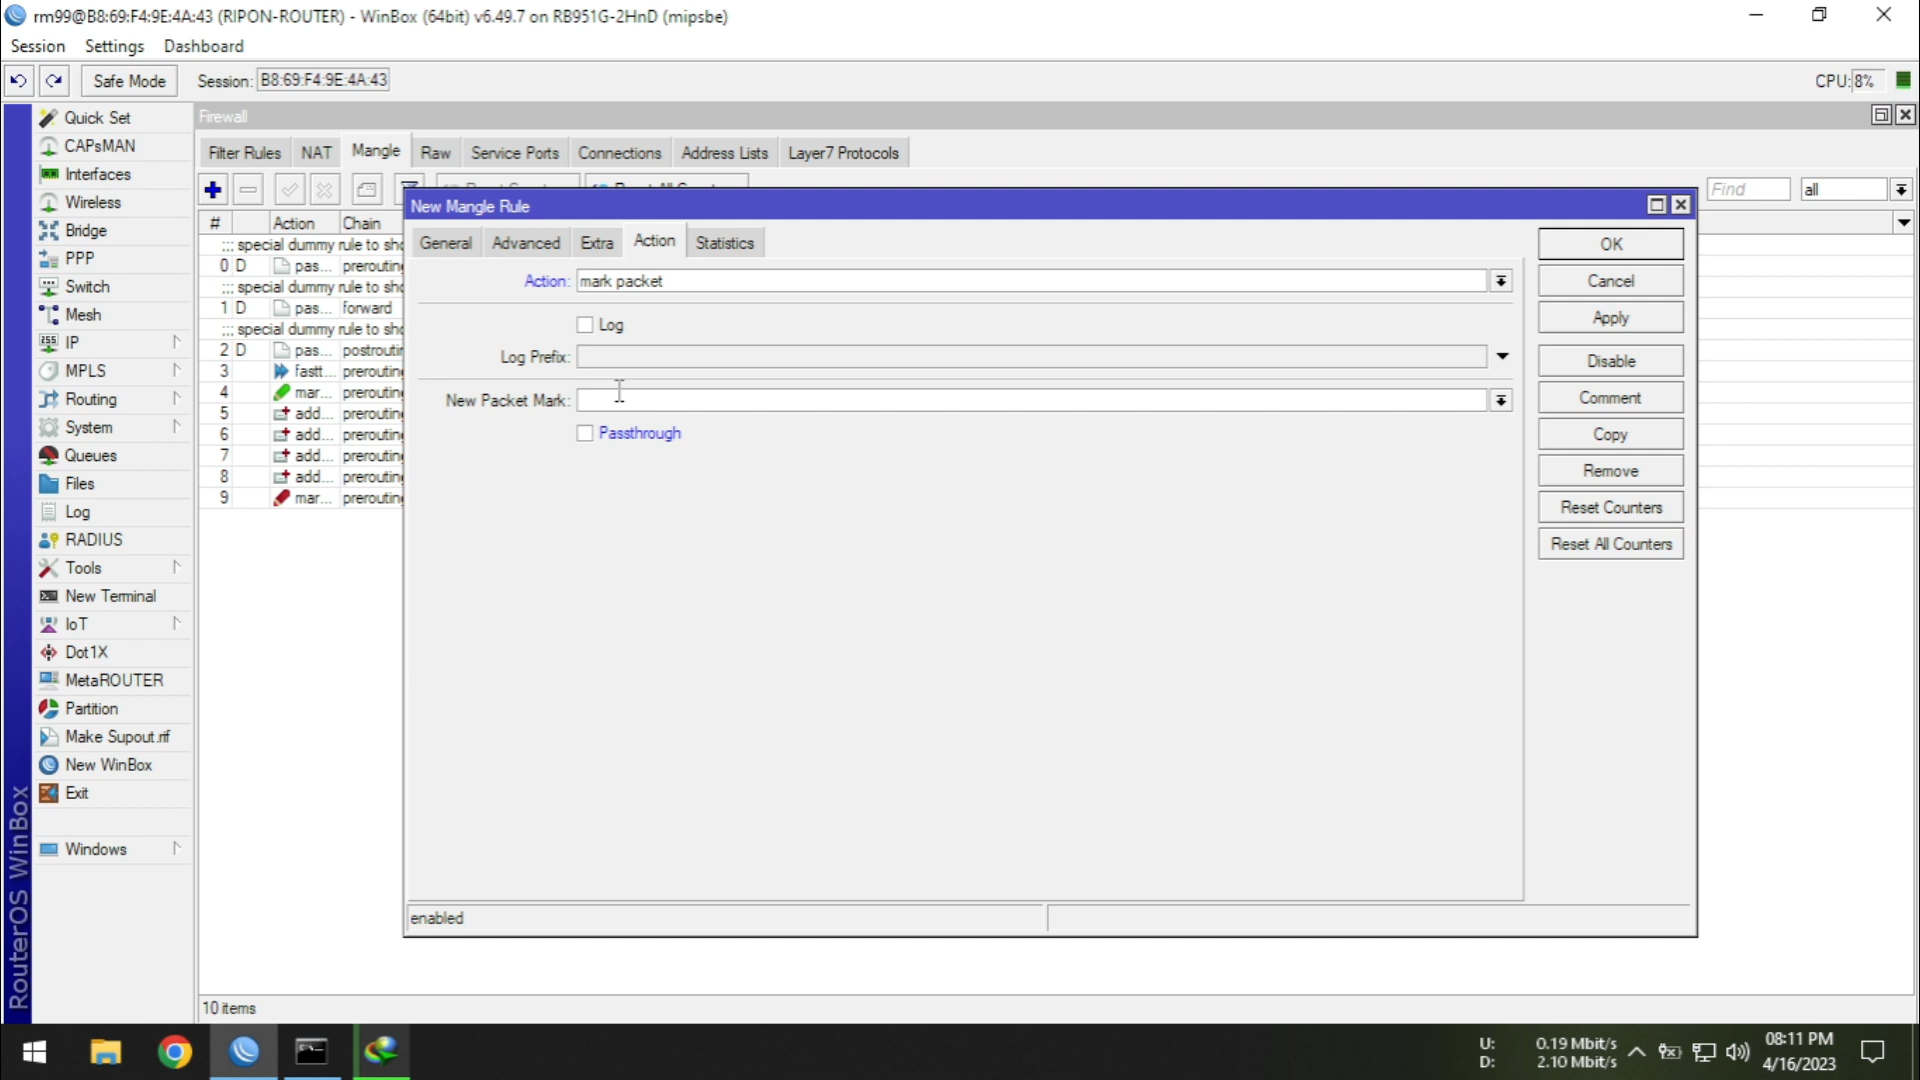 rm99@B8:69:F4:9E:4A:43 (RIPON-ROUTER) - WinBox (64bit) v6.49.7 on RB951G-2HnD (mipsbe)
Session Settings Dashboard
Safe Mode Session: B8:69:F4:9E:4A:43 CPU: 8%
Quick Set
CAPsMAN
Interfaces
Wireless
Bridge
PPP
Switch
Mesh
IP
MPLS
Routing
System
Queues
Files
Log
RADIUS
Tools
New Terminal
IoT
Dot1X
MetaROUTER
Partition
Make Supout.rif
New WinBox
Exit
Windows
RouterOS WinBox
Firewall
Filter Rules NAT Mangle Raw Service Ports Connections Address Lists Layer7 Protocols
Find all
# Action Chain
::: special dummy rule to sho
0 D pas... prerouting
::: special dummy rule to sho
1 D pas... forward
::: special dummy rule to sho
2 D pas... postroutin
3 fastt... prerouting
4 mar... prerouting
5 add... prerouting
6 add... prerouting
7 add... prerouting
8 add... prerouting
9 mar... prerouting
10 items
New Mangle Rule
General Advanced Extra Action Statistics
Action: mark packet
Log
Log Prefix:
New Packet Mark:
Passthrough
OK
Cancel
Apply
Disable
Comment
Copy
Remove
Reset Counters
Reset All Counters
enabled
U: 0.19 Mbit/s
D: 2.10 Mbit/s
08:11 PM
4/16/2023